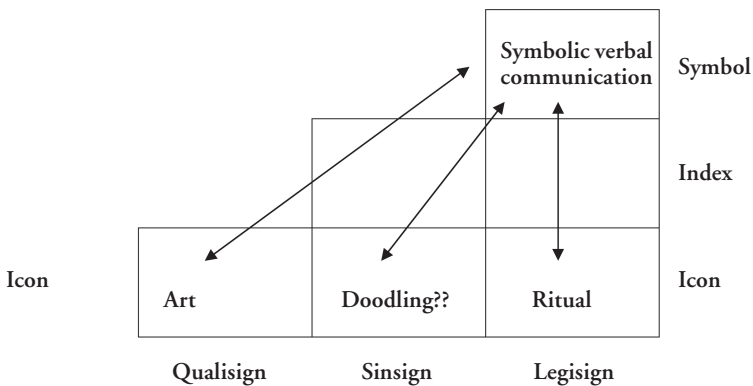 Symbolic verbal
communication
Symbol
Index
Icon
Art
Doodling??
Ritual
Icon
Qualisign
Sinsign
Legisign